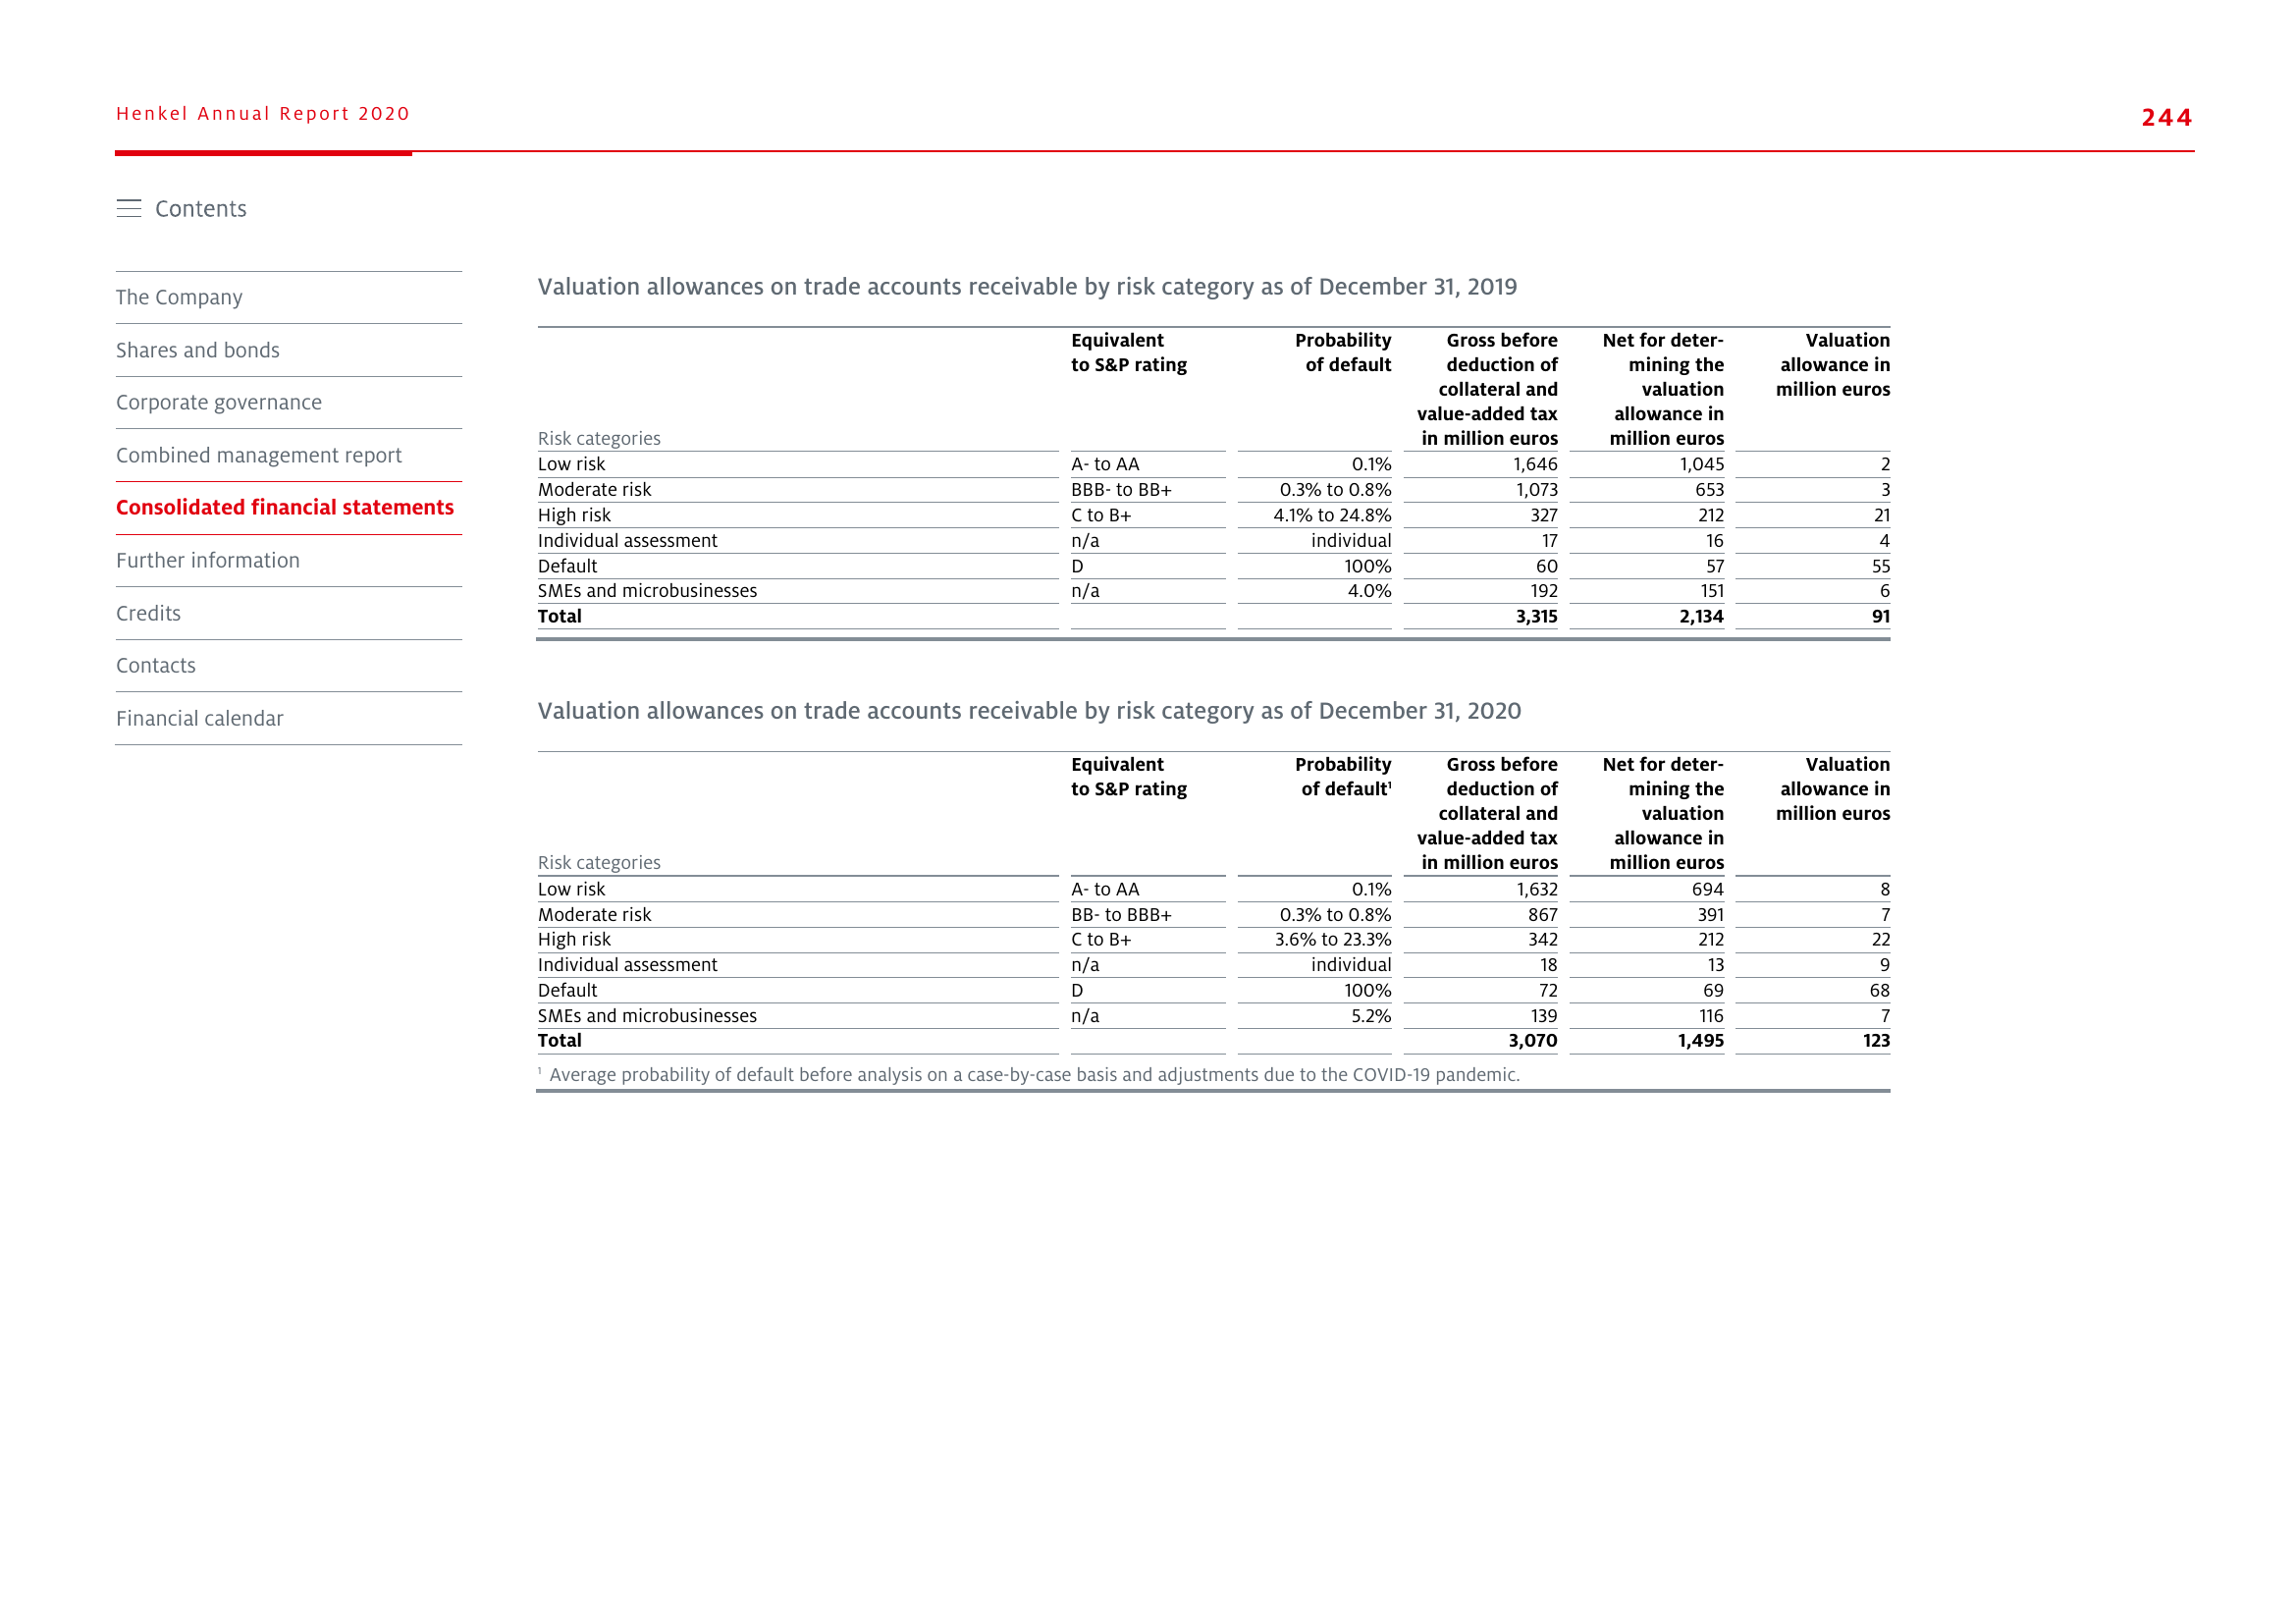 Henkel Annual Report 2020
244
Contents
The Company
Shares and bonds
Corporate governance
Combined management report
Consolidated financial statements
Further information
Credits
Contacts
Financial calendar
Valuation allowances on trade accounts receivable by risk category as of December 31, 2019
Risk categories | Equivalent to S&P rating | Probability of default | Gross before deduction of collateral and value-added tax in million euros | Net for deter-mining the valuation allowance in million euros | Valuation allowance in million euros
Low risk A- to AA 0.1% 1,646 1,045 2
Moderate risk BBB- to BB+ 0.3% to 0.8% 1,073 653 3
High risk C to B+ 4.1% to 24.8% 327 212 21
Individual assessment n/a individual 17 16 4
Default D 100% 60 57 55
SMEs and microbusinesses n/a 4.0% 192 151 6
Total 3,315 2,134 91
Valuation allowances on trade accounts receivable by risk category as of December 31, 2020
Risk categories | Equivalent to S&P rating | Probability of default¹ | Gross before deduction of collateral and value-added tax in million euros | Net for deter-mining the valuation allowance in million euros | Valuation allowance in million euros
Low risk A- to AA 0.1% 1,632 694 8
Moderate risk BB- to BBB+ 0.3% to 0.8% 867 391 7
High risk C to B+ 3.6% to 23.3% 342 212 22
Individual assessment n/a individual 18 13 9
Default D 100% 72 69 68
SMEs and microbusinesses n/a 5.2% 139 116 7
Total 3,070 1,495 123
¹ Average probability of default before analysis on a case-by-case basis and adjustments due to the COVID-19 pandemic.